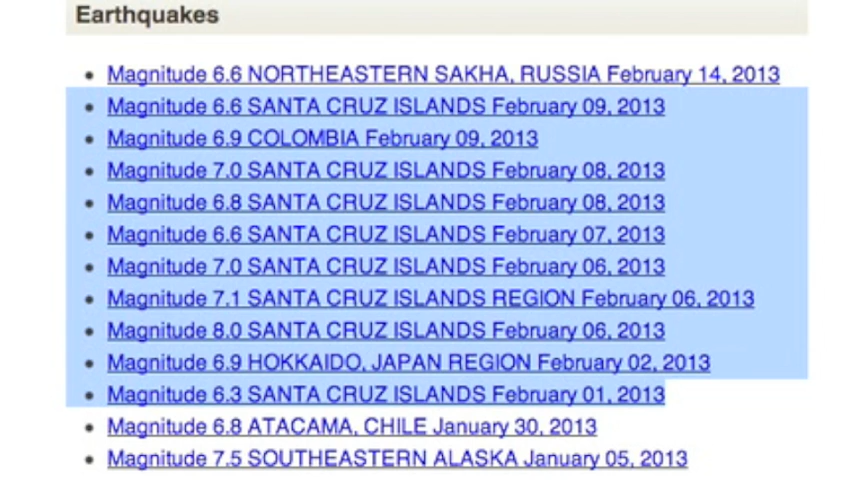 Earthquakes
Magnitude 6.6 NORTHEASTERN SAKHA, RUSSIA February 14, 2013
Magnitude 6.6 SANTA CRUZ ISLANDS February 09, 2013
Magnitude 6.9 COLOMBIA February 09, 2013
Magnitude 7.0 SANTA CRUZ ISLANDS February 08, 2013
Magnitude 6.8 SANTA CRUZ ISLANDS February 08, 2013
Magnitude 6.6 SANTA CRUZ ISLANDS February 07, 2013
Magnitude 7.0 SANTA CRUZ ISLANDS February 06, 2013
Magnitude 7.1 SANTA CRUZ ISLANDS REGION February 06, 2013
Magnitude 8.0 SANTA CRUZ ISLANDS February 06, 2013
Magnitude 6.9 HOKKAIDO, JAPAN REGION February 02, 2013
Magnitude 6.3 SANTA CRUZ ISLANDS February 01, 2013
Magnitude 6.8 ATACAMA, CHILE January 30, 2013
Magnitude 7.5 SOUTHEASTERN ALASKA January 05, 2013